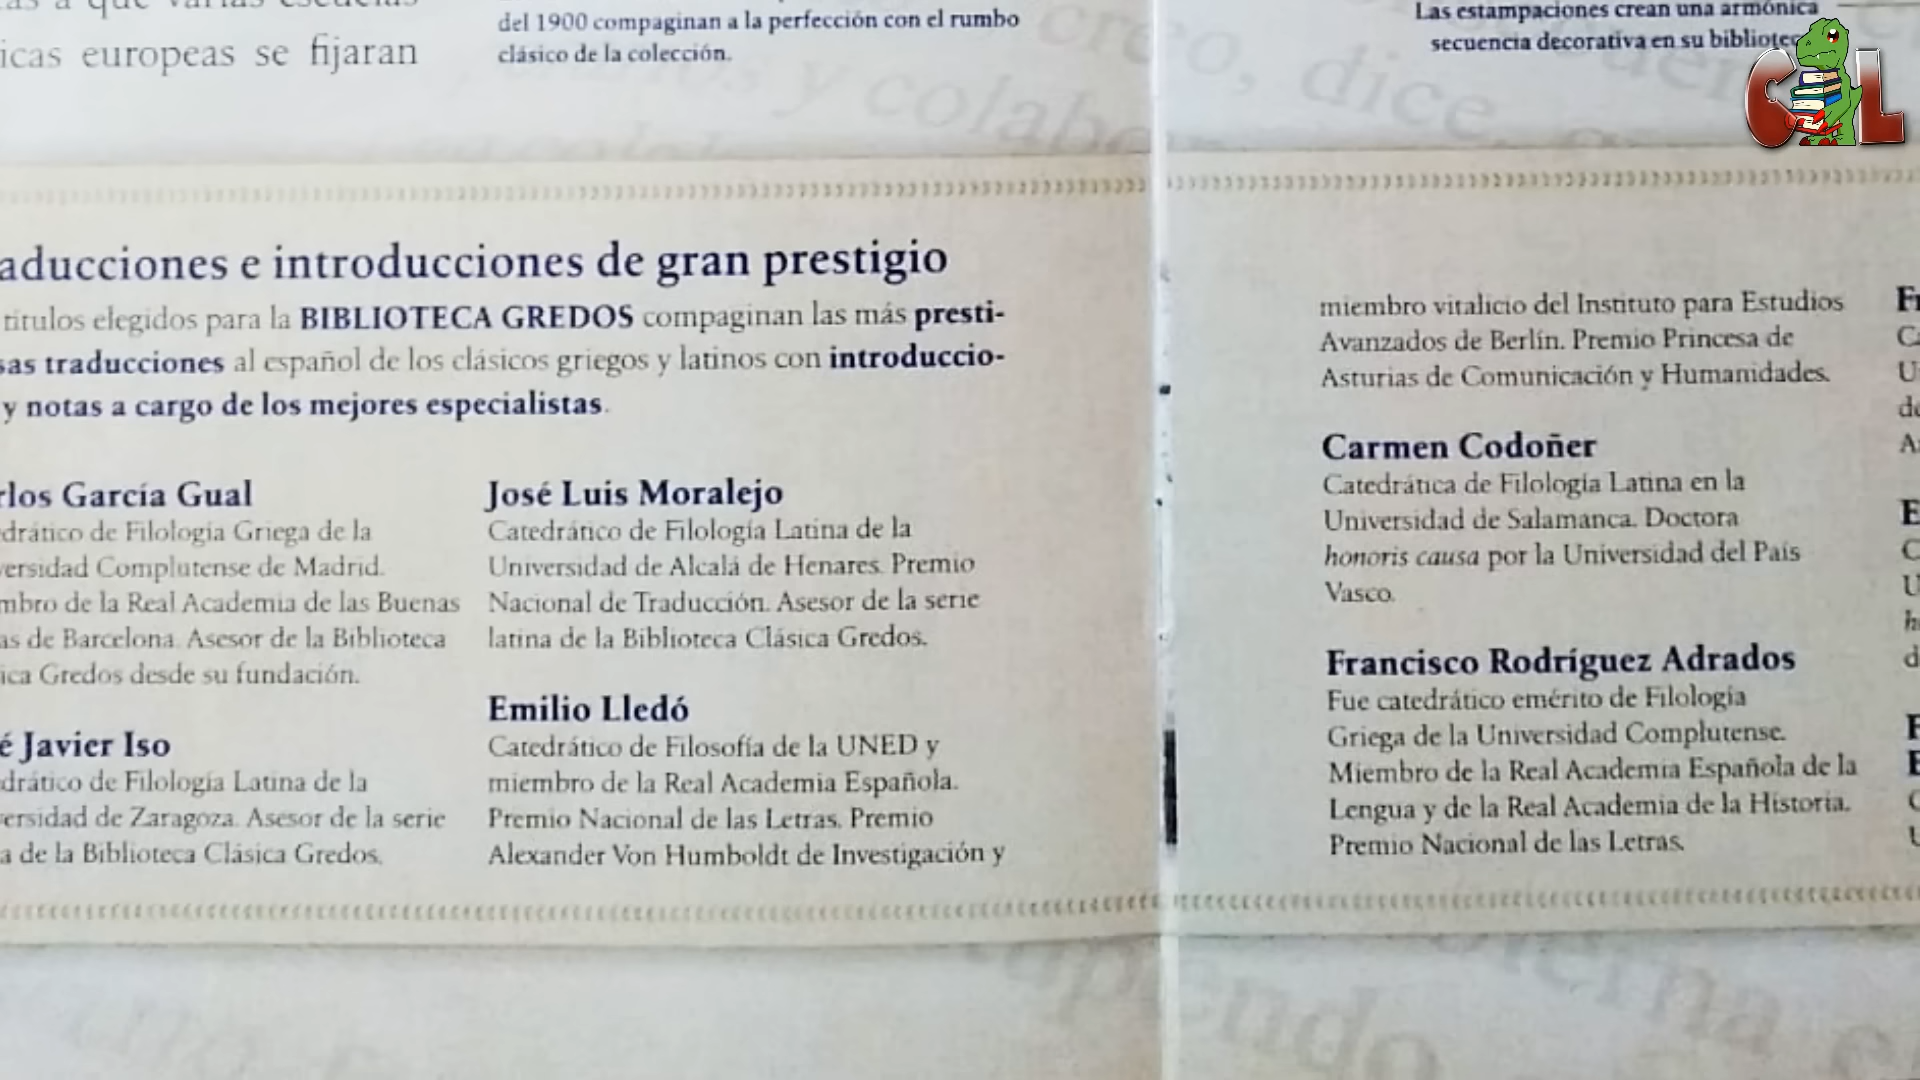 icas europeas se fijaran
del 1900 compaginan a la perfección con el rumbo
clásico de la colección.
creo, dice
y colabo
Las estampaciones crean una armónica
secuencia decorativa en su bibliotec
C L
aducciones e introducciones de gran prestigio
títulos elegidos para la BIBLIOTECA GREDOS compaginan las más presti-
sas traducciones al español de los clásicos griegos y latinos con introduccio-
y notas a cargo de los mejores especialistas.
rlos García Gual
drático de Filología Griega de la
versidad Complutense de Madrid.
mbro de la Real Academia de las Buenas
as de Barcelona. Asesor de la Biblioteca
ica Gredos desde su fundación.
é Javier Iso
drático de Filología Latina de la
versidad de Zaragoza. Asesor de la serie
a de la Biblioteca Clásica Gredos.
José Luis Moralejo
Catedrático de Filología Latina de la
Universidad de Alcalá de Henares. Premio
Nacional de Traducción. Asesor de la serie
latina de la Biblioteca Clásica Gredos.
Emilio Lledó
Catedrático de Filosofía de la UNED y
miembro de la Real Academia Española.
Premio Nacional de las Letras. Premio
Alexander Von Humboldt de Investigación y
miembro vitalicio del Instituto para Estudios
Avanzados de Berlín. Premio Princesa de
Asturias de Comunicación y Humanidades.
Carmen Codoñer
Catedrática de Filología Latina en la
Universidad de Salamanca. Doctora
honoris causa por la Universidad del País
Vasco.
Francisco Rodríguez Adrados
Fue catedrático emérito de Filología
Griega de la Universidad Complutense.
Miembro de la Real Academia Española de la
Lengua y de la Real Academia de la Historia.
Premio Nacional de las Letras.